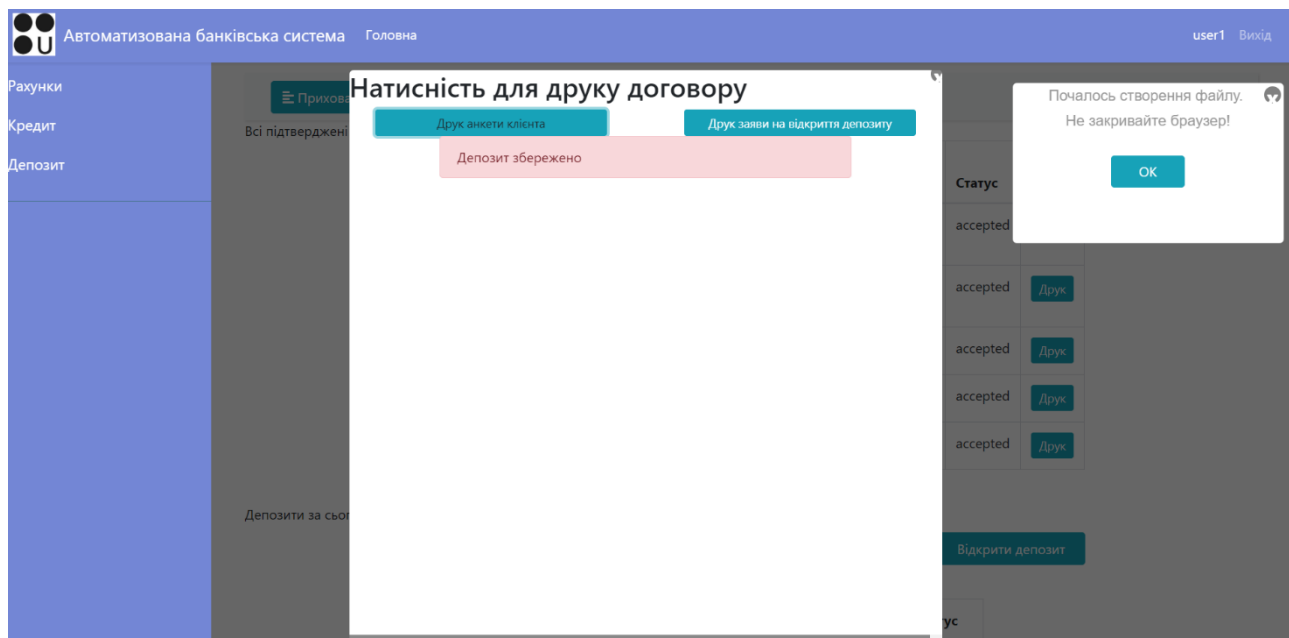 U Автоматизована банківська система Головна user1 Вихід
Рахунки
Кредит
Депозит
Натисність для друку договору
Друк анкети клієнта Друк заяви на відкриття депозиту
Депозит збережено
Почалось створення файлу.
Не закривайте браузер!
OK
Всі підтверджені
Статус
accepted
accepted Друк
accepted Друк
accepted Друк
accepted Друк
Депозити за
Відкрити депозит